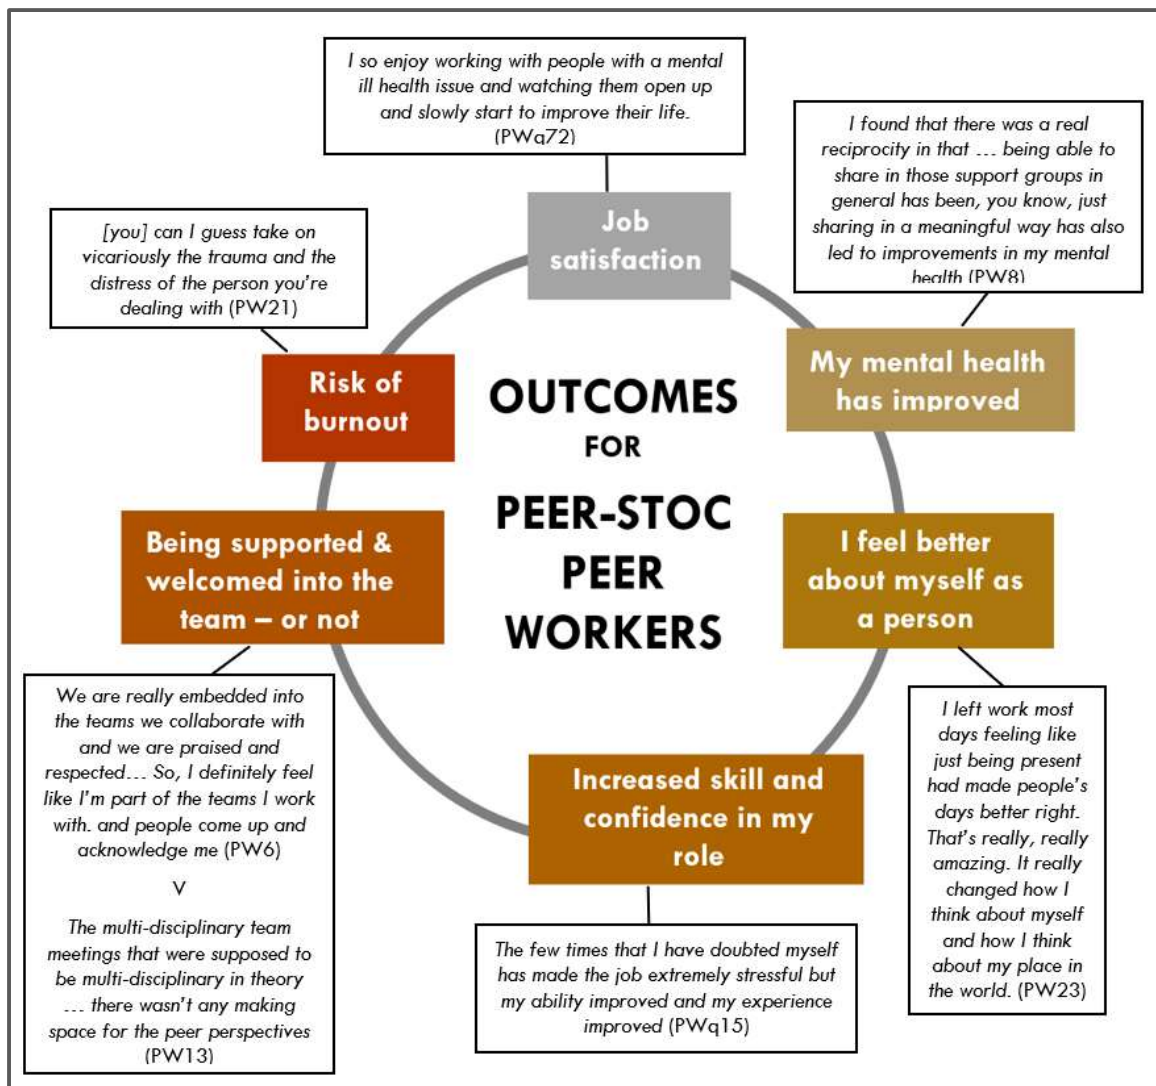 I so enjoy working with people with a mental
ill health issue and watching them open up
and slowly start to improve their life.
(PWq72)
Job
satisfaction
I found that there was a real
reciprocity in that … being able to
share in those support groups in
general has been, you know, just
sharing in a meaningful way has also
led to improvements in my mental
health (PW8)
My mental health
has improved
[you] can I guess take on
vicariously the trauma and the
distress of the person you’re
dealing with (PW21)
Risk of
burnout
OUTCOMES
FOR
PEER-STOC
PEER
WORKERS
Being supported &
welcomed into the
team – or not
I feel better
about myself as
a person
We are really embedded into
the teams we collaborate with
and we are praised and
respected… So, I definitely feel
like I’m part of the teams I work
with. and people come up and
acknowledge me (PW6)
V
The multi-disciplinary team
meetings that were supposed to
be multi-disciplinary in theory
… there wasn’t any making
space for the peer perspectives
(PW13)
Increased skill and
confidence in my
role
The few times that I have doubted myself
has made the job extremely stressful but
my ability improved and my experience
improved (PWq15)
I left work most
days feeling like
just being present
had made people’s
days better right.
That’s really, really
amazing. It really
changed how I
think about myself
and how I think
about my place in
the world. (PW23)